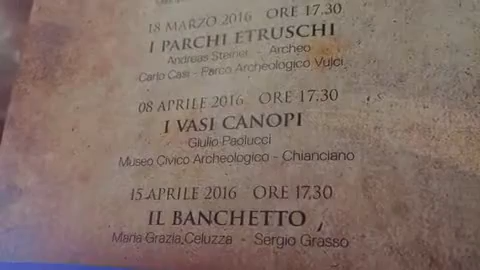 18 MARZO 2016 ORE 17.30
I PARCHI ETRUSCHI
Andreas Steiner - Archeo
Carlo Casi - Parco Archeologico Vulci
08 APRILE 2016 ORE 17.30
I VASI CANOPI
Giulio Paolucci
Museo Civico Archeologico - Chianciano
15 APRILE 2016 ORE 17.30
IL BANCHETTO
Maria Grazia Celuzza - Sergio Grasso